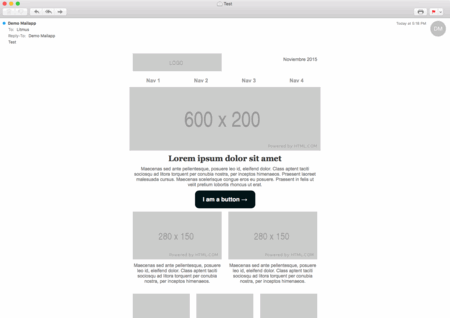 Test
Demo Mailapp
Today at 5:16 PM
To: Litmus
Reply-To: Demo Mailapp
Test
DM
LOGO
Noviembre 2015
Nav 1 Nav 2 Nav 3 Nav 4
600 x 200
Powered by HTML.COM
Lorem ipsum dolor sit amet
Maecenas sed ante pellentesque, posuere leo id, eleifend dolor. Class aptent taciti
sociosqu ad litora torquent per conubia nostra, per inceptos himenaeos. Praesent laoreet
malesuada cursus. Maecenas scelerisque congue eros eu posuere. Praesent in felis ut
velit pretium lobortis rhoncus ut erat.
I am a button →
280 x 150
Powered by HTML.COM
280 x 150
Powered by HTML.COM
Maecenas sed ante pellentesque, posuere
leo id, eleifend dolor. Class aptent taciti
sociosqu ad litora torquent per conubia
nostra, per inceptos himenaeos.
Maecenas sed ante pellentesque, posuere
leo id, eleifend dolor. Class aptent taciti
sociosqu ad litora torquent per conubia
nostra, per inceptos himenaeos.